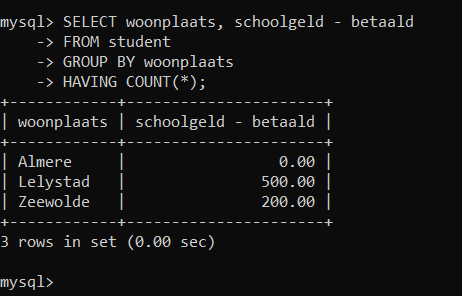 mysql> SELECT woonplaats, schoolgeld - betaald
    -> FROM student
    -> GROUP BY woonplaats
    -> HAVING COUNT(*);
+------------+----------------------+
| woonplaats | schoolgeld - betaald |
+------------+----------------------+
| Almere     |                 0.00 |
| Lelystad   |               500.00 |
| Zeewolde   |               200.00 |
+------------+----------------------+
3 rows in set (0.00 sec)
mysql>